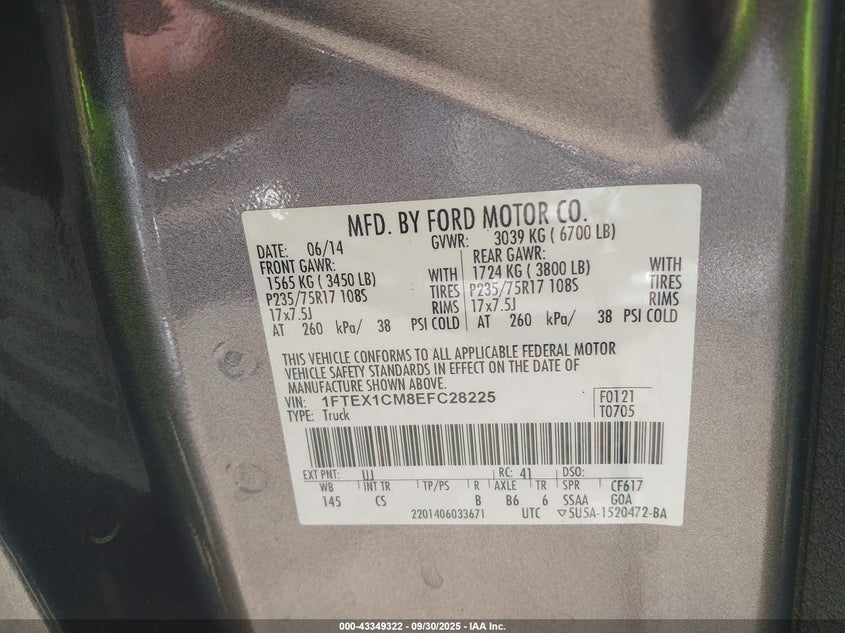 MFD. BY FORD MOTOR CO.
DATE: 06/14 GVWR: 3039 KG ( 6700 LB)
FRONT GAWR: REAR GAWR:
1565 KG ( 3450 LB) WITH 1724 KG ( 3800 LB) WITH
P235/75R17 108S TIRES P235/75R17 108S TIRES
17x7.5J RIMS 17x7.5J RIMS
AT 260 kPa/ 38 PSI COLD AT 260 kPa/ 38 PSI COLD
THIS VEHICLE CONFORMS TO ALL APPLICABLE FEDERAL MOTOR
VEHICLE SAFETY STANDARDS IN EFFECT ON THE DATE OF
MANUFACTURE SHOWN ABOVE.
VIN: 1FTEX1CM8EFC28225 F0121
TYPE: Truck T0705
EXT PNT: UJ RC: 41 DSO:
WB INT TR TP/PS R AXLE TR SPR CF617
145 CS B B6 6 SSAA GOA
2201406033671 UTC ▽5U5A-1520472-BA
000-43349322 - 09/30/2025 - IAA Inc.